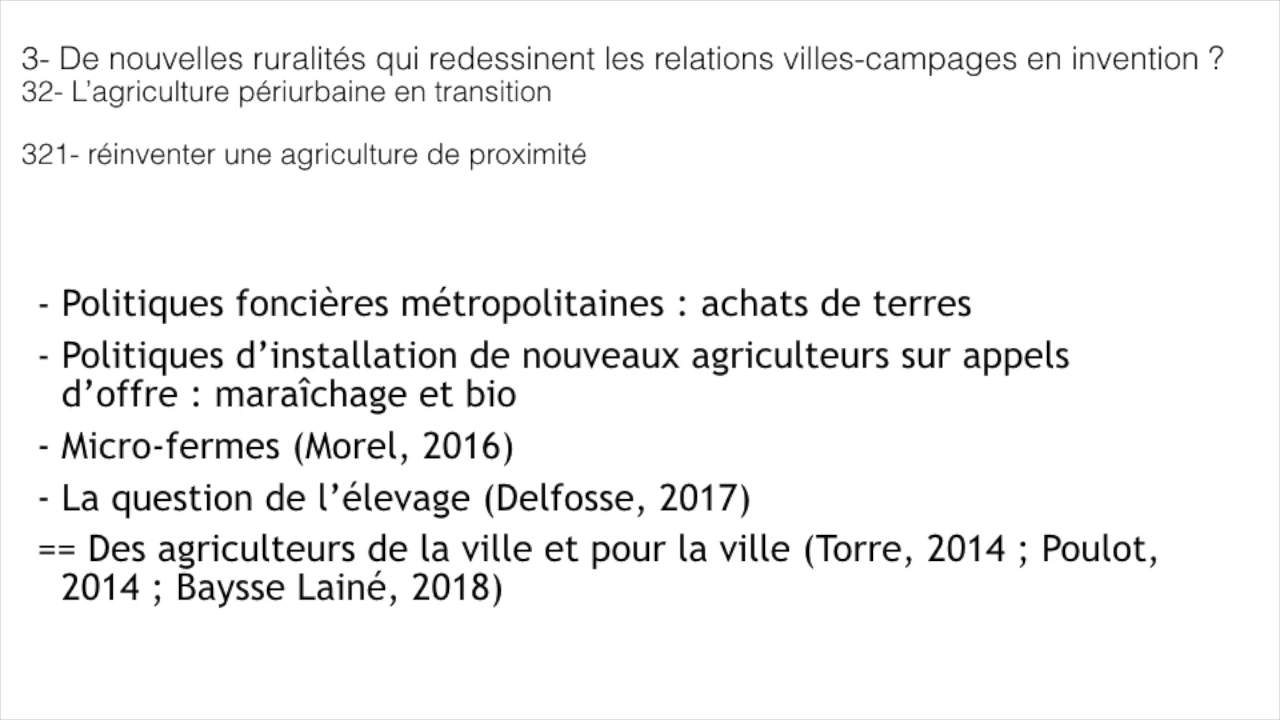 3- De nouvelles ruralités qui redessinent les relations villes-campages en invention ?
32- L’agriculture périurbaine en transition
321- réinventer une agriculture de proximité
- Politiques foncières métropolitaines : achats de terres
- Politiques d’installation de nouveaux agriculteurs sur appels
d’offre : maraîchage et bio
- Micro-fermes (Morel, 2016)
- La question de l’élevage (Delfosse, 2017)
== Des agriculteurs de la ville et pour la ville (Torre, 2014 ; Poulot,
2014 ; Baysse Lainé, 2018)